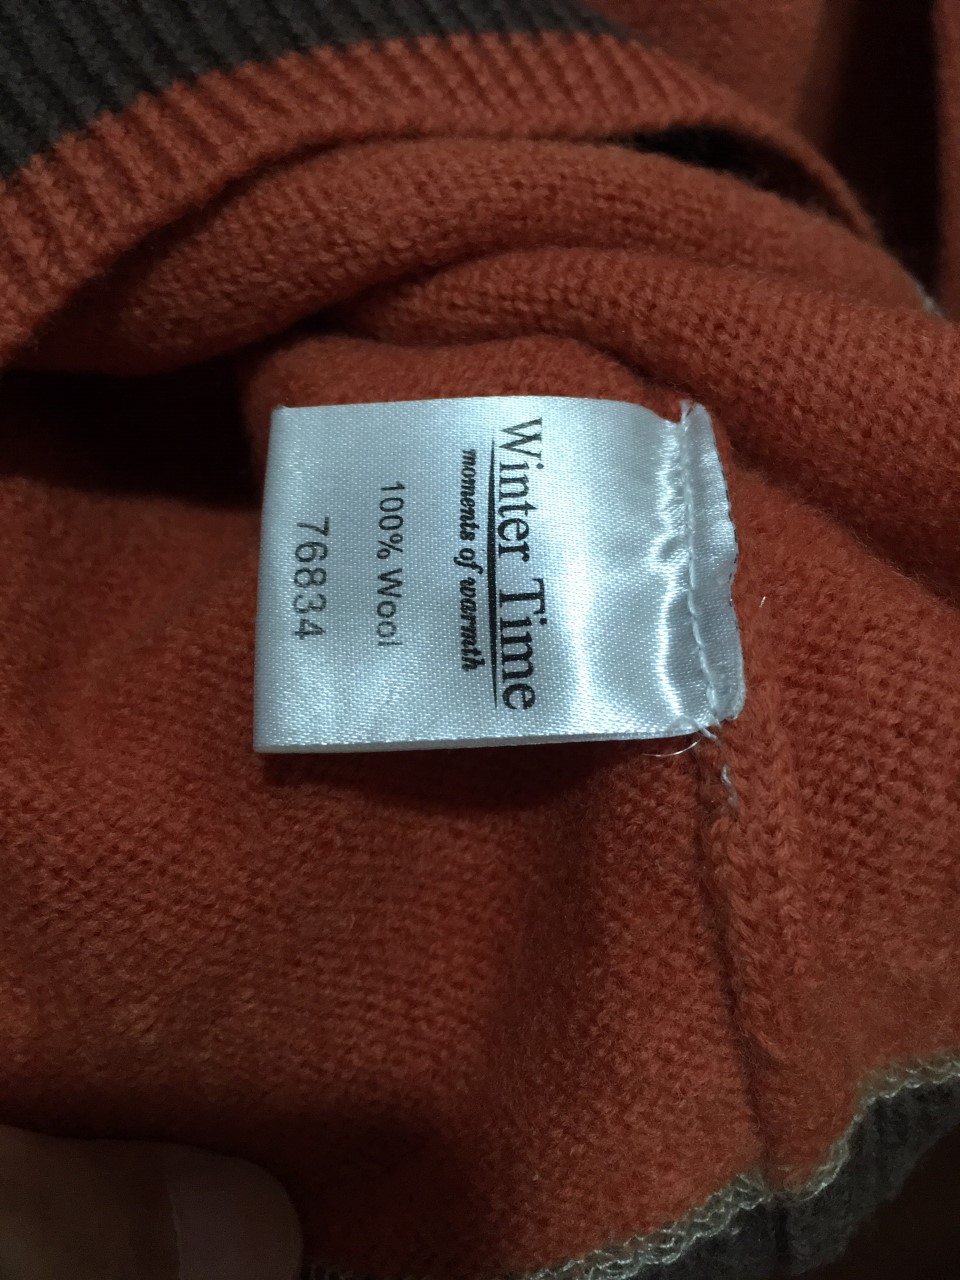 Winter Time
moments of warmth
100% Wool
76834